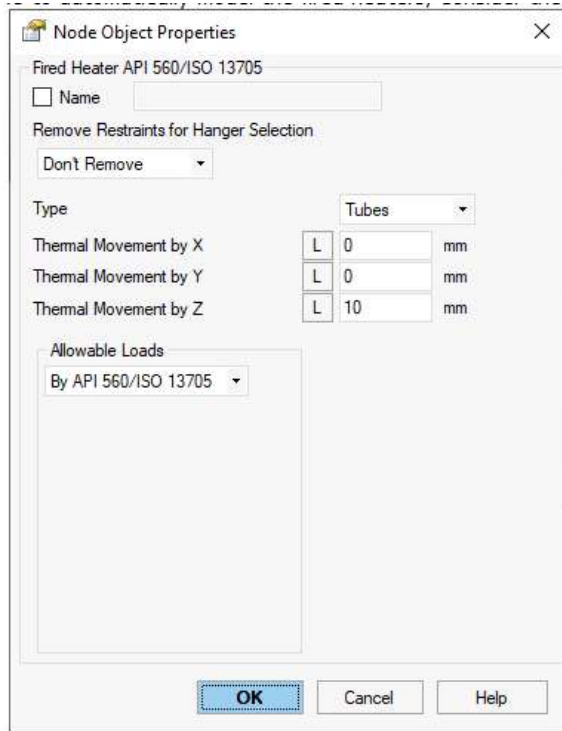 Node Object Properties
Fired Heater API 560/ISO 13705
Name
Remove Restraints for Hanger Selection
Don't Remove
Type Tubes
Thermal Movement by X L 0 mm
Thermal Movement by Y L 0 mm
Thermal Movement by Z L 10 mm
Allowable Loads
By API 560/ISO 13705
OK Cancel Help